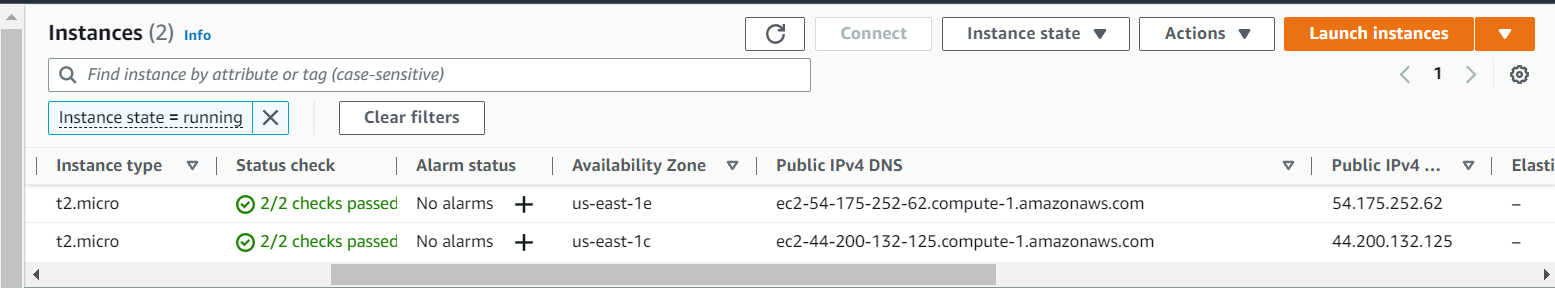 Instances (2) Info Connect Instance state Actions Launch instances
Find instance by attribute or tag (case-sensitive) 1
Instance state = running Clear filters
Instance type Status check Alarm status Availability Zone Public IPv4 DNS Public IPv4 ... Elasti
t2.micro 2/2 checks passed No alarms + us-east-1e ec2-54-175-252-62.compute-1.amazonaws.com 54.175.252.62 –
t2.micro 2/2 checks passed No alarms + us-east-1c ec2-44-200-132-125.compute-1.amazonaws.com 44.200.132.125 –